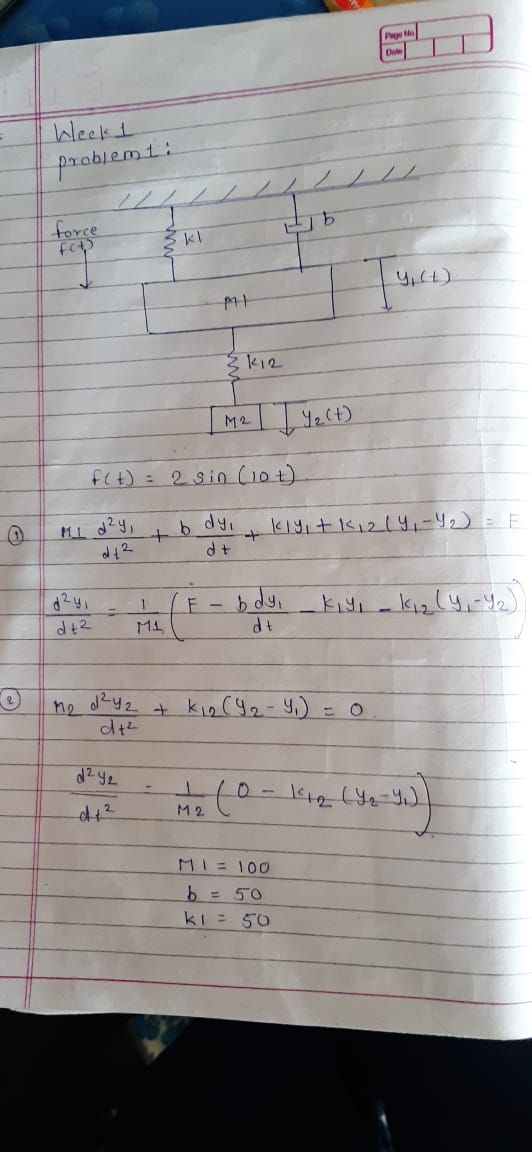 Page No.
Date
Week 1
problem 1:
force
f(t)
k1
b
y₁(t)
M1
k12
M2
y₂(t)
f(t) = 2 sin (10t)
① M1 d²y₁/dt² + b dy₁/dt + k1y₁ + k12 (y₁-y₂) = F
d²y₁/dt² = 1/M1 (F - b dy₁/dt - k1y₁ - k12 (y₁-y₂))
② M2 d²y₂/dt² + k12 (y₂-y₁) = 0
d²y₂/dt² = 1/M2 (0 - k12 (y₂-y₁))
M1 = 100
b = 50
k1 = 50